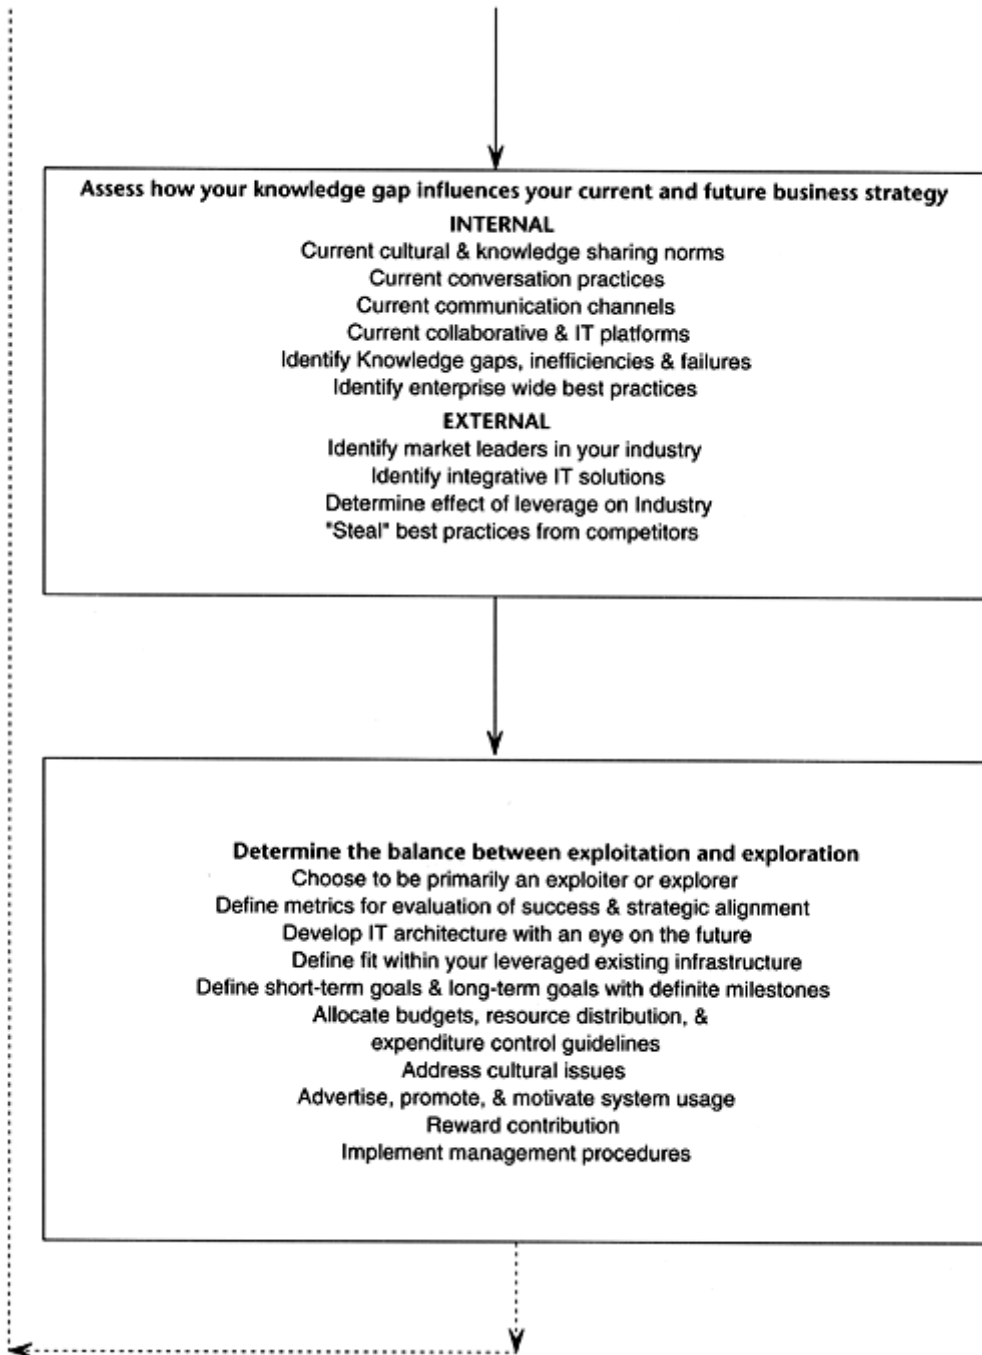 Assess how your knowledge gap influences your current and future business strategy
INTERNAL
Current cultural & knowledge sharing norms
Current conversation practices
Current communication channels
Current collaborative & IT platforms
Identify Knowledge gaps, inefficiencies & failures
Identify enterprise wide best practices
EXTERNAL
Identify market leaders in your industry
Identify integrative IT solutions
Determine effect of leverage on Industry
"Steal" best practices from competitors
Determine the balance between exploitation and exploration
Choose to be primarily an exploiter or explorer
Define metrics for evaluation of success & strategic alignment
Develop IT architecture with an eye on the future
Define fit within your leveraged existing infrastructure
Define short-term goals & long-term goals with definite milestones
Allocate budgets, resource distribution, &
expenditure control guidelines
Address cultural issues
Advertise, promote, & motivate system usage
Reward contribution
Implement management procedures